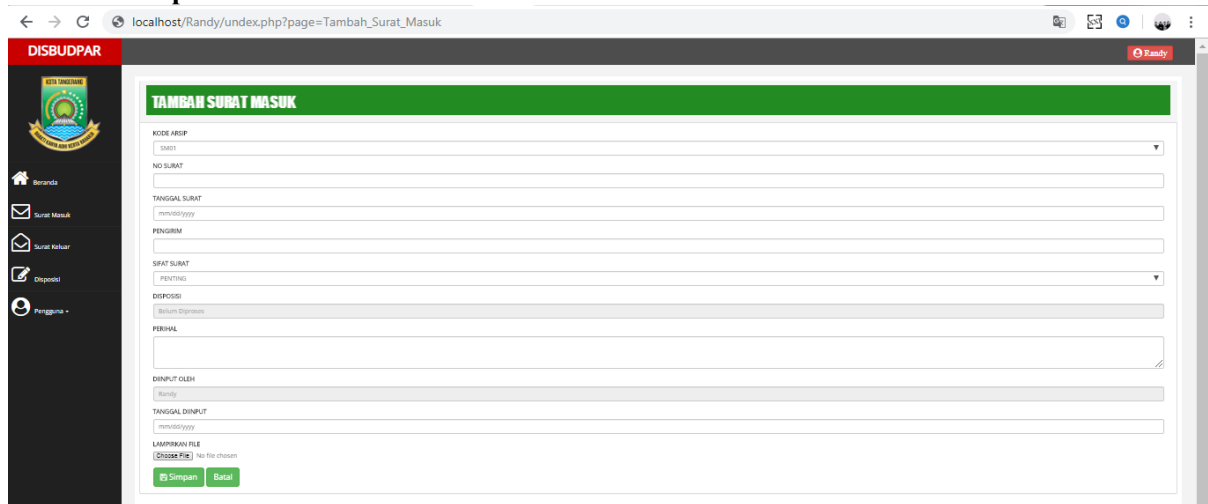 localhost/Randy/undex.php?page=Tambah_Surat_Masuk
DISBUDPAR
Randy
KOTA TANGERANG
TAMBAH SURAT MASUK
KODE ARSIP
SM01
NO SURAT
Beranda
TANGGAL SURAT
mm/dd/yyyy
Surat Masuk
PENGIRIM
Surat Keluar
SIFAT SURAT
PENTING
Disposisi
DISPOSISI
Belum Diproses
Pengguna
PERIHAL
DIINPUT OLEH
Randy
TANGGAL DIINPUT
mm/dd/yyyy
LAMPIRKAN FILE
Choose File No file chosen
Simpan Batal